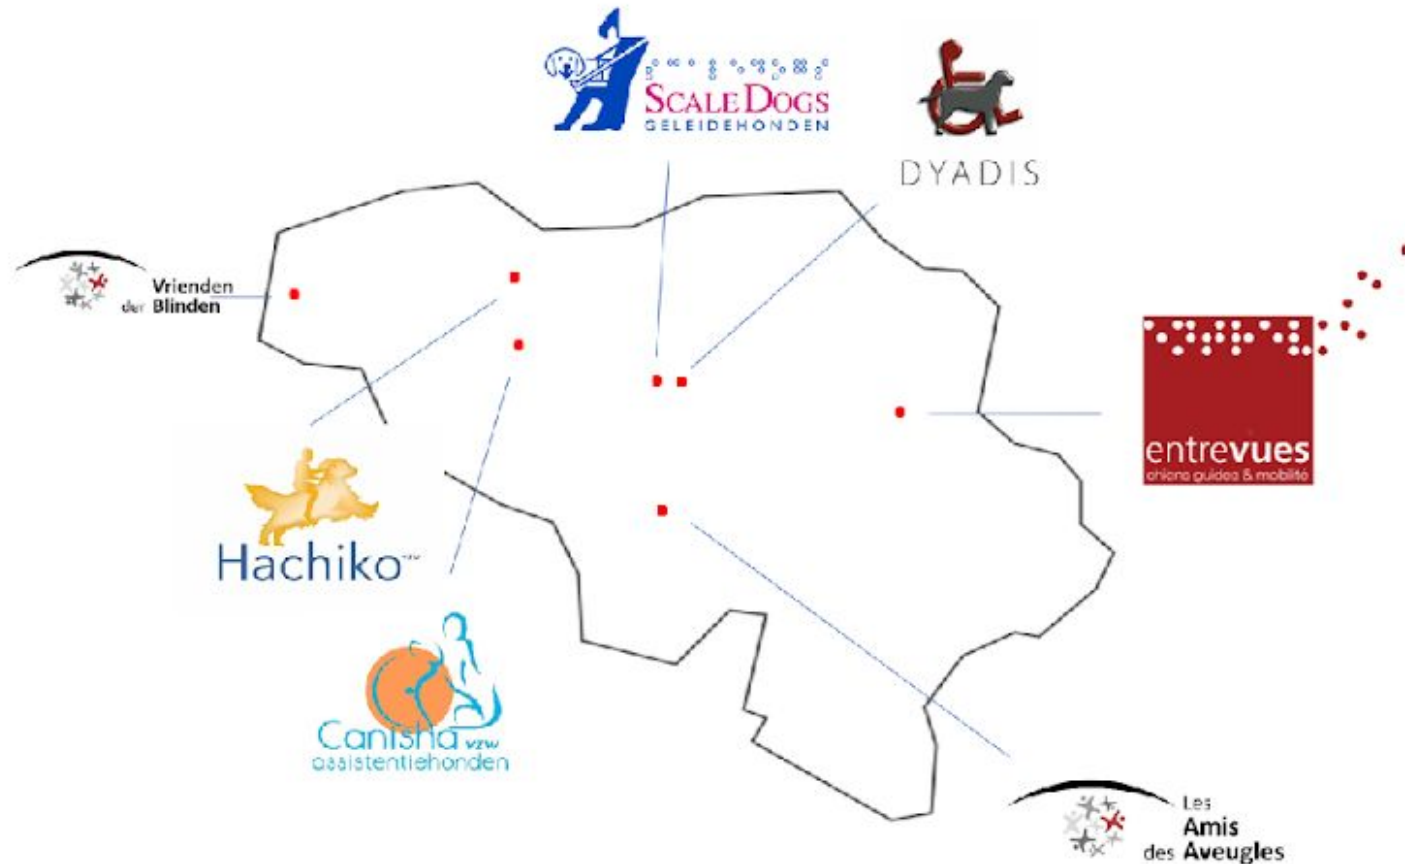 SCALE DOGS
GELEIDEHONDEN
DYADIS
Vrienden
der Blinden
entrevues
chiens guides & mobilité
Hachiko vzw
Canisha vzw
assistentiehonden
Les
Amis
des Aveugles